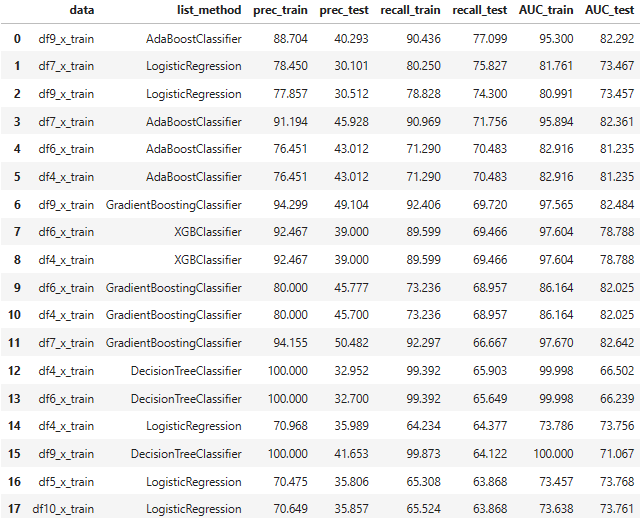 data list_method prec_train prec_test recall_train recall_test AUC_train AUC_test
0 df9_x_train AdaBoostClassifier 88.704 40.293 90.436 77.099 95.300 82.292
1 df7_x_train LogisticRegression 78.450 30.101 80.250 75.827 81.761 73.467
2 df9_x_train LogisticRegression 77.857 30.512 78.828 74.300 80.991 73.457
3 df7_x_train AdaBoostClassifier 91.194 45.928 90.969 71.756 95.894 82.361
4 df6_x_train AdaBoostClassifier 76.451 43.012 71.290 70.483 82.916 81.235
5 df4_x_train AdaBoostClassifier 76.451 43.012 71.290 70.483 82.916 81.235
6 df9_x_train GradientBoostingClassifier 94.299 49.104 92.406 69.720 97.565 82.484
7 df6_x_train XGBClassifier 92.467 39.000 89.599 69.466 97.604 78.788
8 df4_x_train XGBClassifier 92.467 39.000 89.599 69.466 97.604 78.788
9 df6_x_train GradientBoostingClassifier 80.000 45.777 73.236 68.957 86.164 82.025
10 df4_x_train GradientBoostingClassifier 80.000 45.700 73.236 68.957 86.164 82.025
11 df7_x_train GradientBoostingClassifier 94.155 50.482 92.297 66.667 97.670 82.642
12 df4_x_train DecisionTreeClassifier 100.000 32.952 99.392 65.903 99.998 66.502
13 df6_x_train DecisionTreeClassifier 100.000 32.700 99.392 65.649 99.998 66.239
14 df4_x_train LogisticRegression 70.968 35.989 64.234 64.377 73.786 73.756
15 df9_x_train DecisionTreeClassifier 100.000 41.653 99.873 64.122 100.000 71.067
16 df5_x_train LogisticRegression 70.475 35.806 65.308 63.868 73.457 73.768
17 df10_x_train LogisticRegression 70.649 35.857 65.524 63.868 73.638 73.761